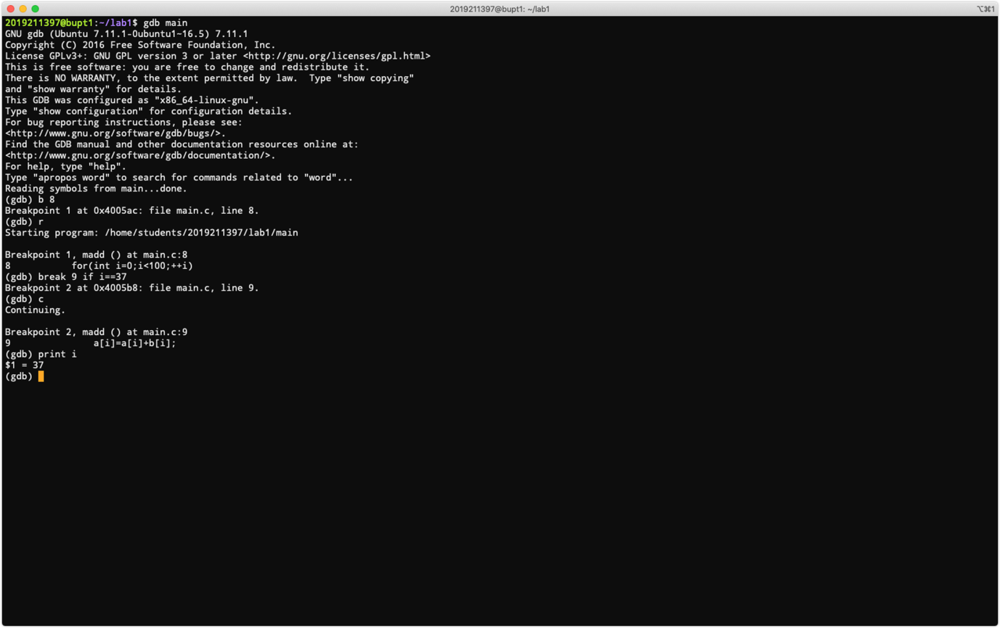 2019211397@bupt1: ~/lab1
⌥⌘1
2019211397@bupt1:~/lab1$ gdb main
GNU gdb (Ubuntu 7.11.1-0ubuntu1~16.5) 7.11.1
Copyright (C) 2016 Free Software Foundation, Inc.
License GPLv3+: GNU GPL version 3 or later <http://gnu.org/licenses/gpl.html>
This is free software: you are free to change and redistribute it.
There is NO WARRANTY, to the extent permitted by law.  Type "show copying"
and "show warranty" for details.
This GDB was configured as "x86_64-linux-gnu".
Type "show configuration" for configuration details.
For bug reporting instructions, please see:
<http://www.gnu.org/software/gdb/bugs/>.
Find the GDB manual and other documentation resources online at:
<http://www.gnu.org/software/gdb/documentation/>.
For help, type "help".
Type "apropos word" to search for commands related to "word"...
Reading symbols from main...done.
(gdb) b 8
Breakpoint 1 at 0x4005ac: file main.c, line 8.
(gdb) r
Starting program: /home/students/2019211397/lab1/main

Breakpoint 1, madd () at main.c:8
8           for(int i=0;i<100;++i)
(gdb) break 9 if i==37
Breakpoint 2 at 0x4005b8: file main.c, line 9.
(gdb) c
Continuing.

Breakpoint 2, madd () at main.c:9
9               a[i]=a[i]+b[i];
(gdb) print i
$1 = 37
(gdb)